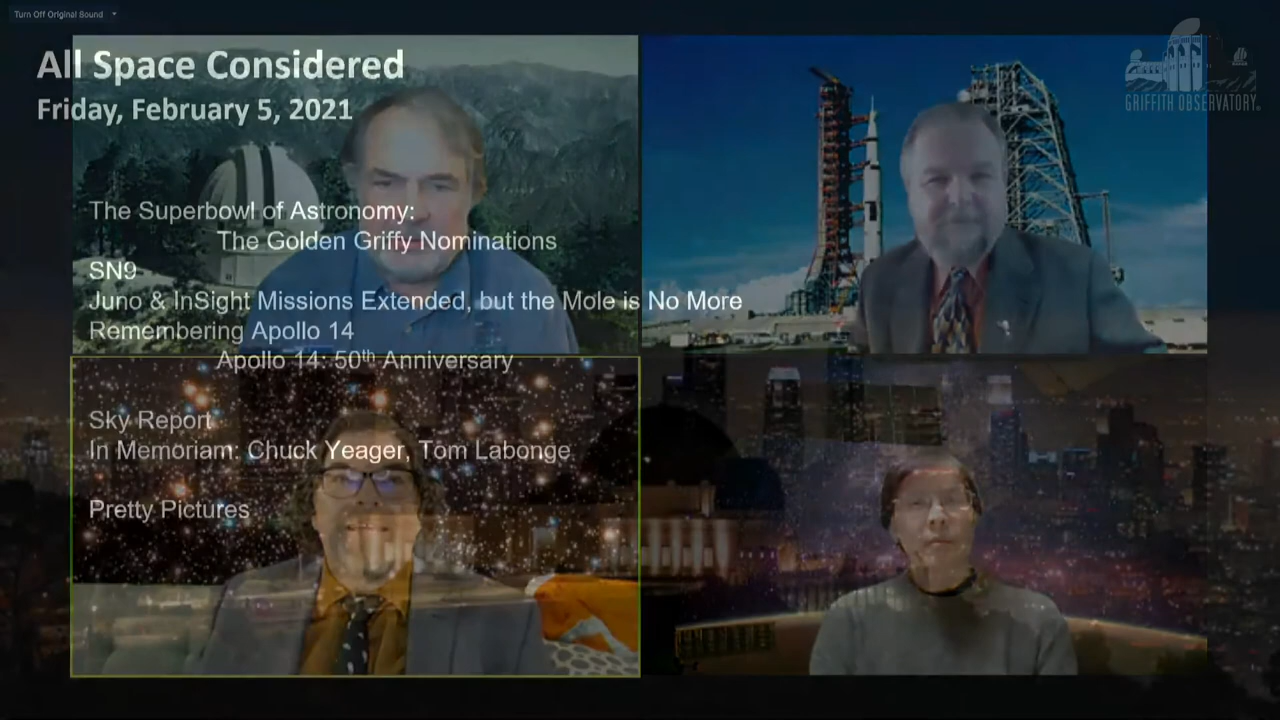 Turn Off Original Sound
All Space Considered
Friday, February 5, 2021
GRIFFITH OBSERVATORY
The Superbowl of Astronomy:
The Golden Griffy Nominations
SN9
Juno & InSight Missions Extended, but the Mole is No More
Remembering Apollo 14
Apollo 14: 50th Anniversary
Sky Report
In Memoriam: Chuck Yeager, Tom Labonge
Pretty Pictures